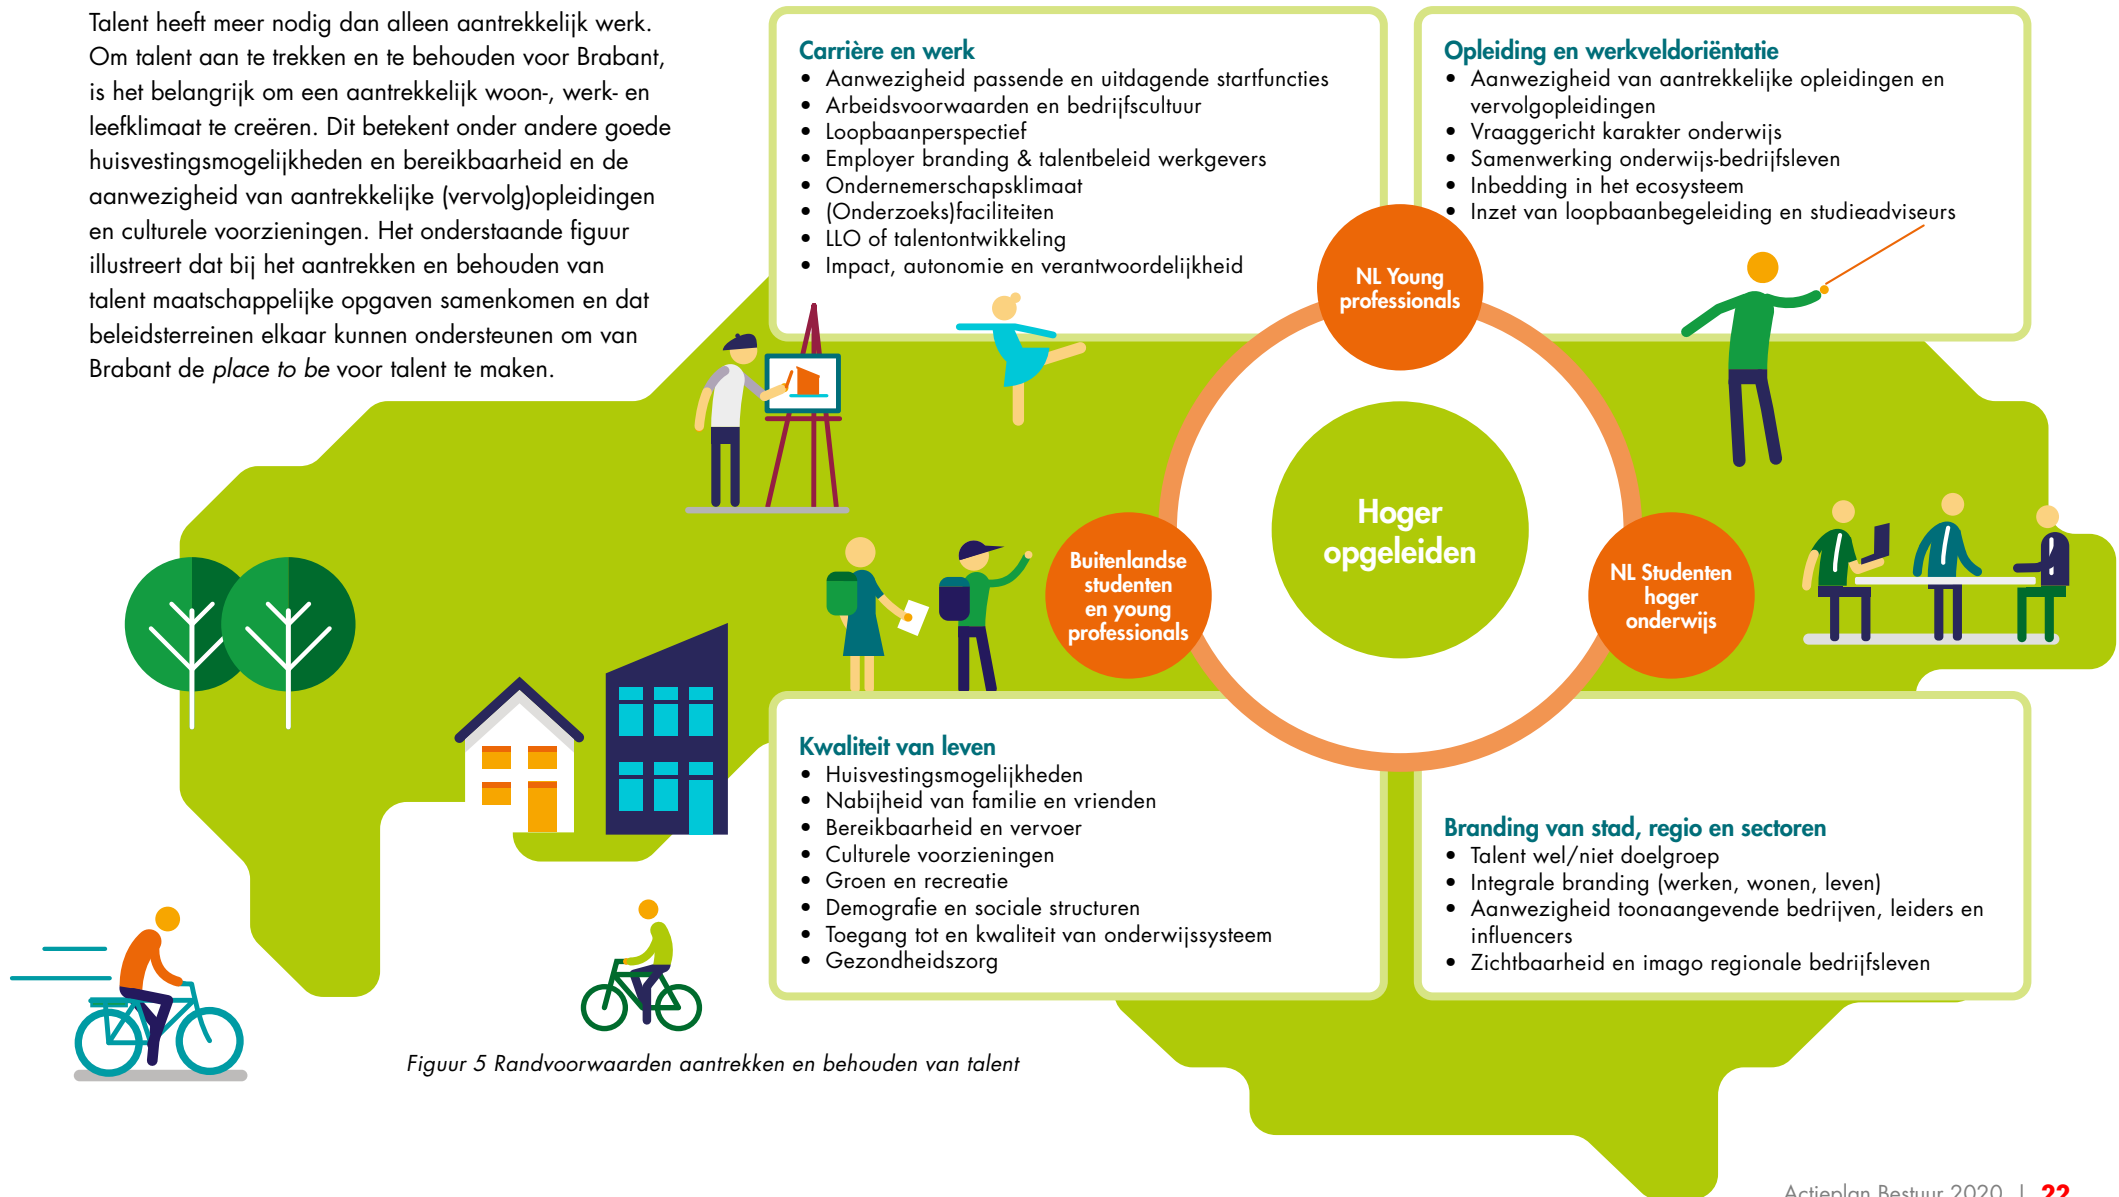 Talent heeft meer nodig dan alleen aantrekkelijk werk.
Om talent aan te trekken en te behouden voor Brabant,
is het belangrijk om een aantrekkelijk woon-, werk- en
leefklimaat te creëren. Dit betekent onder andere goede
huisvestingsmogelijkheden en bereikbaarheid en de
aanwezigheid van aantrekkelijke (vervolg)opleidingen
en culturele voorzieningen. Het onderstaande figuur
illustreert dat bij het aantrekken en behouden van
talent maatschappelijke opgaven samenkomen en dat
beleidsterreinen elkaar kunnen ondersteunen om van
Brabant de place to be voor talent te maken.
Carrière en werk
• Aanwezigheid passende en uitdagende startfuncties
• Arbeidsvoorwaarden en bedrijfscultuur
• Loopbaanperspectief
• Employer branding & talentbeleid werkgevers
• Ondernemerschapsklimaat
• (Onderzoeks)faciliteiten
• LLO of talentontwikkeling
• Impact, autonomie en verantwoordelijkheid
Opleiding en werkveldoriëntatie
• Aanwezigheid van aantrekkelijke opleidingen en
vervolgopleidingen
• Vraaggericht karakter onderwijs
• Samenwerking onderwijs-bedrijfsleven
• Inbedding in het ecosysteem
• Inzet van loopbaanbegeleiding en studieadviseurs
NL Young
professionals
Hoger
opgeleiden
Buitenlandse
studenten
en young
professionals
NL Studenten
hoger
onderwijs
Kwaliteit van leven
• Huisvestingsmogelijkheden
• Nabijheid van familie en vrienden
• Bereikbaarheid en vervoer
• Culturele voorzieningen
• Groen en recreatie
• Demografie en sociale structuren
• Toegang tot en kwaliteit van onderwijssysteem
• Gezondheidszorg
Branding van stad, regio en sectoren
• Talent wel/niet doelgroep
• Integrale branding (werken, wonen, leven)
• Aanwezigheid toonaangevende bedrijven, leiders en
influencers
• Zichtbaarheid en imago regionale bedrijfsleven
Figuur 5 Randvoorwaarden aantrekken en behouden van talent
Actieplan Bestuur 2020 | 22